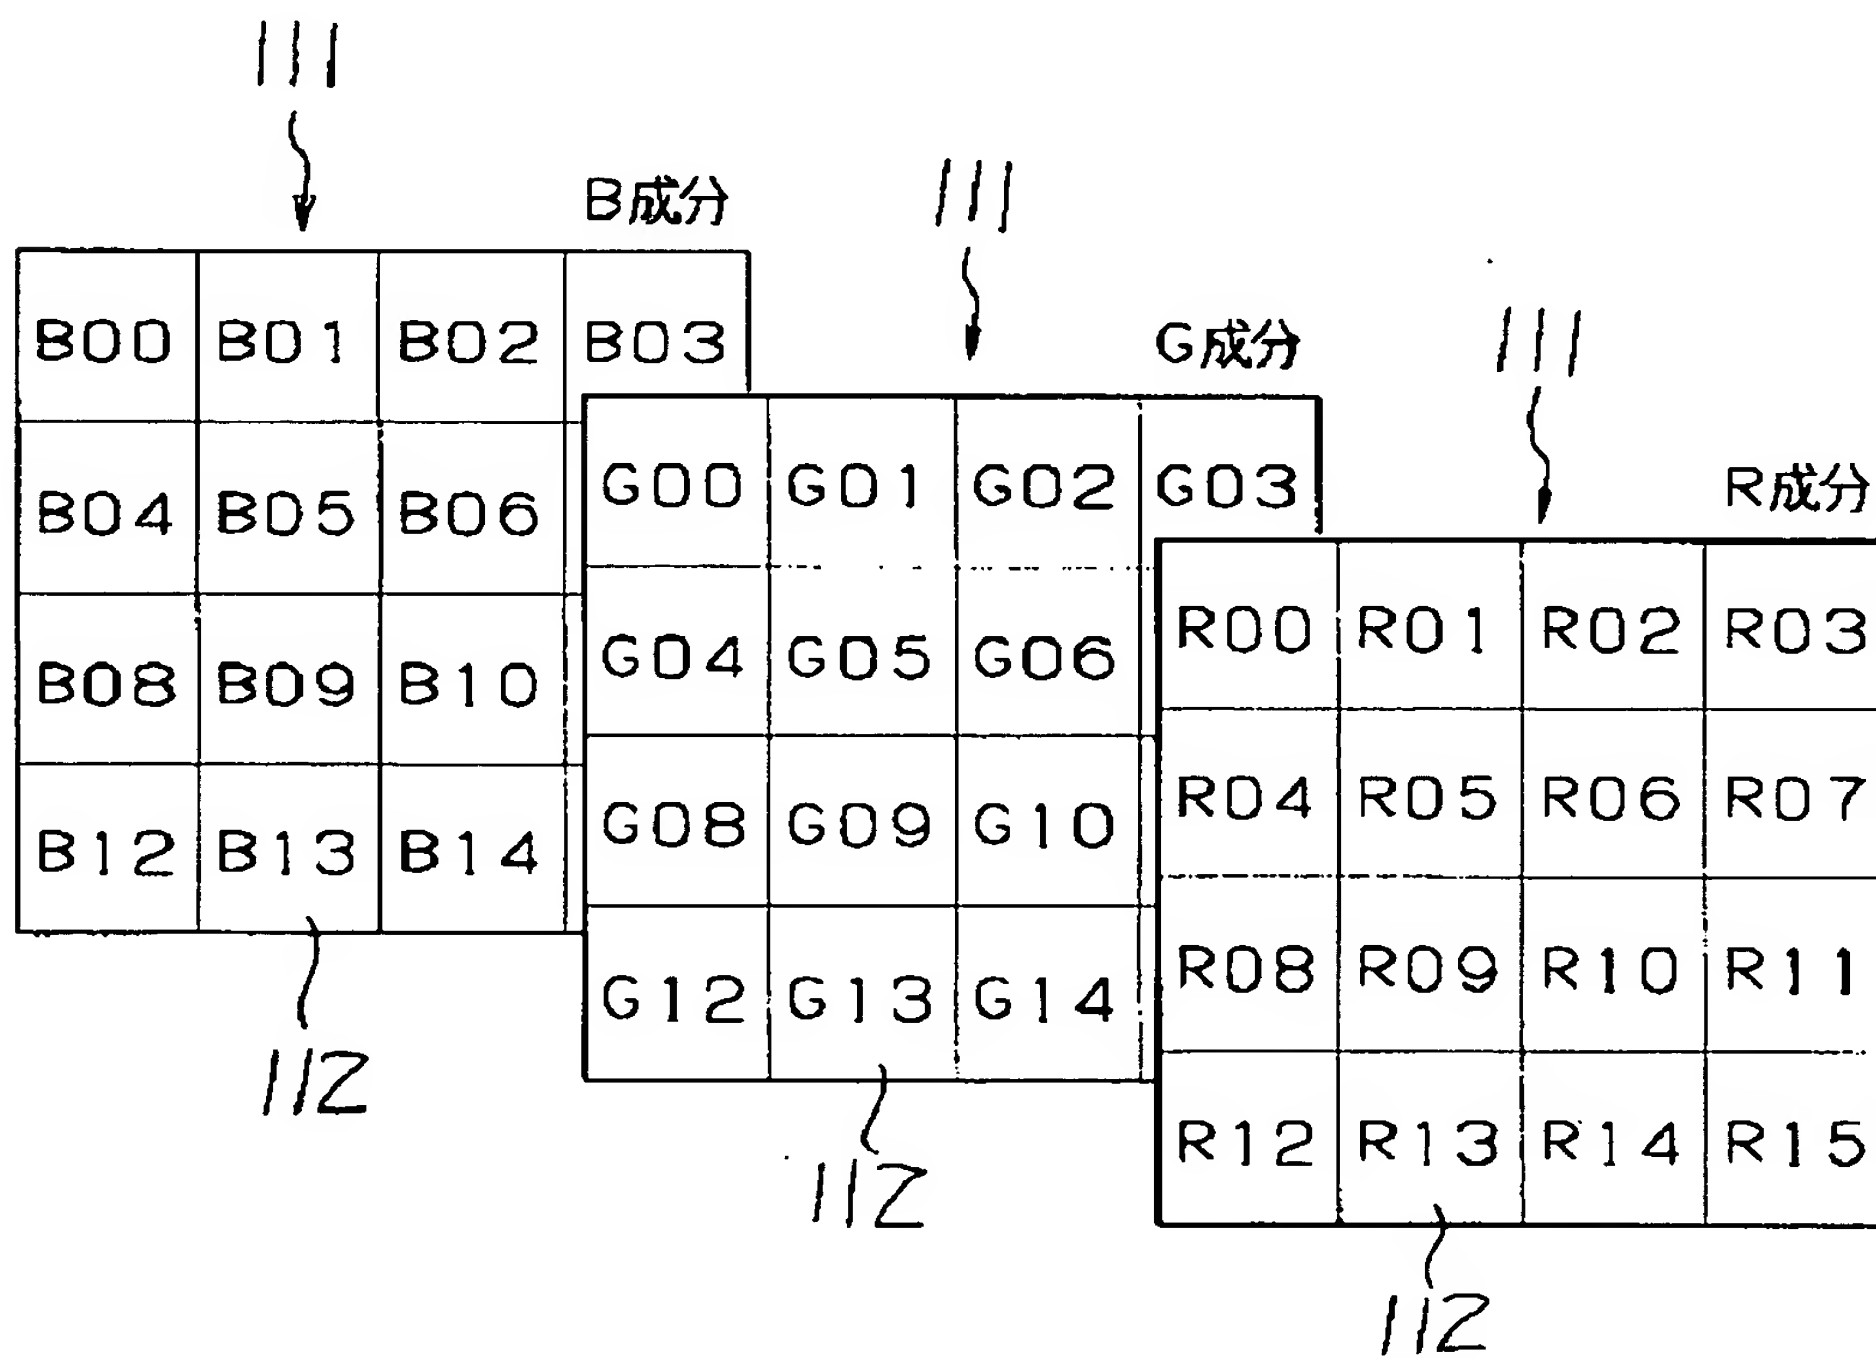 111
B成分
B00 B01 B02 B03
B04 B05 B06
B08 B09 B10
B12 B13 B14
112
111
G成分
G00 G01 G02 G03
G04 G05 G06
G08 G09 G10
G12 G13 G14
112
111
R成分
R00 R01 R02 R03
R04 R05 R06 R07
R08 R09 R10 R11
R12 R13 R14 R15
112